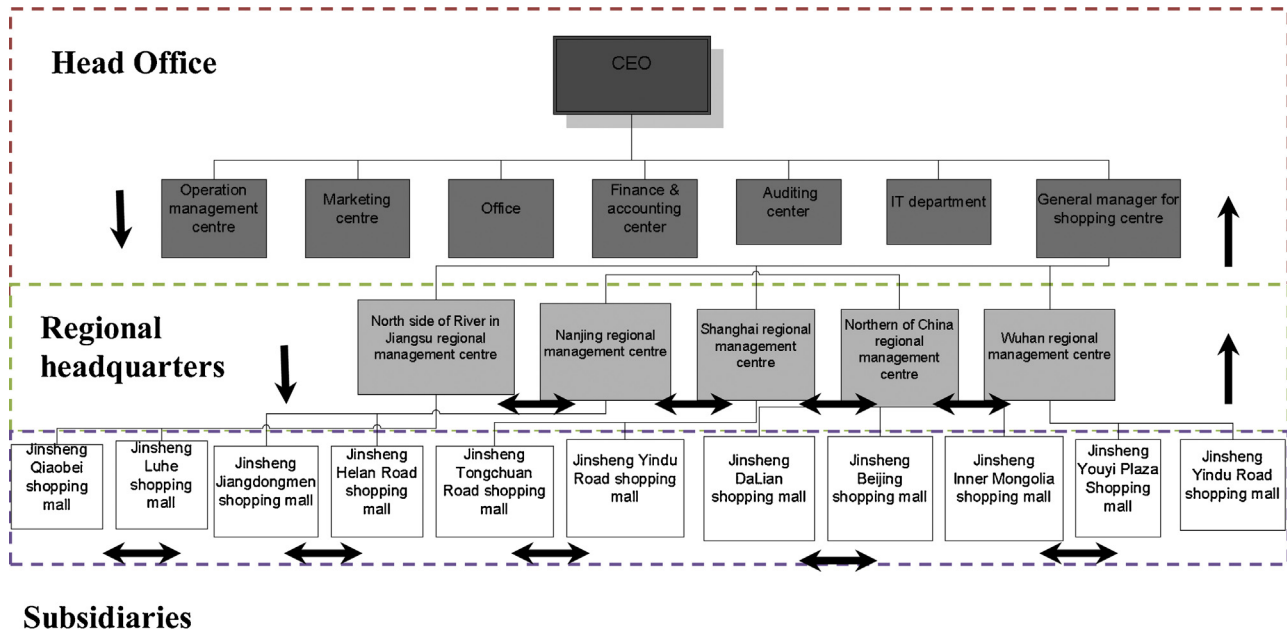 Head Office
CEO
Operation
management
centre
Marketing
centre
Office
Finance &
accounting
center
Auditing
center
IT department
General manager for
shopping centre
Regional
headquarters
North side of River in
Jiangsu regional
management centre
Nanjing regional
management centre
Shanghai regional
management
centre
Northern of China
regional
management
centre
Wuhan regional
management centre
Jinsheng
Qiaobei
shopping
mall
Jinsheng
Luhe
shopping
mall
Jinsheng
Jiangdongmen
shopping mall
Jinsheng
Helan Road
shopping
mall
Jinsheng
Tongchuan
Road shopping
mall
Jinsheng Yindu
Road shopping
mall
Jinsheng
DaLian
shopping mall
Jinsheng
Beijing
shopping mall
Jinsheng
Inner Mongolia
shopping mall
Jinsheng
Youyi Plaza
Shopping
mall
Jinsheng
Yindu Road
shopping mall
Subsidiaries